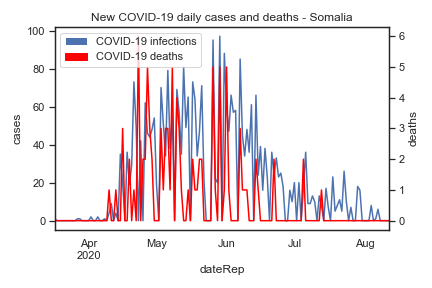 New COVID-19 daily cases and deaths - Somalia
COVID-19 infections
COVID-19 deaths
100
80
60
40
20
0
cases
6
5
4
3
2
1
0
deaths
Apr
2020
May
Jun
Jul
Aug
dateRep